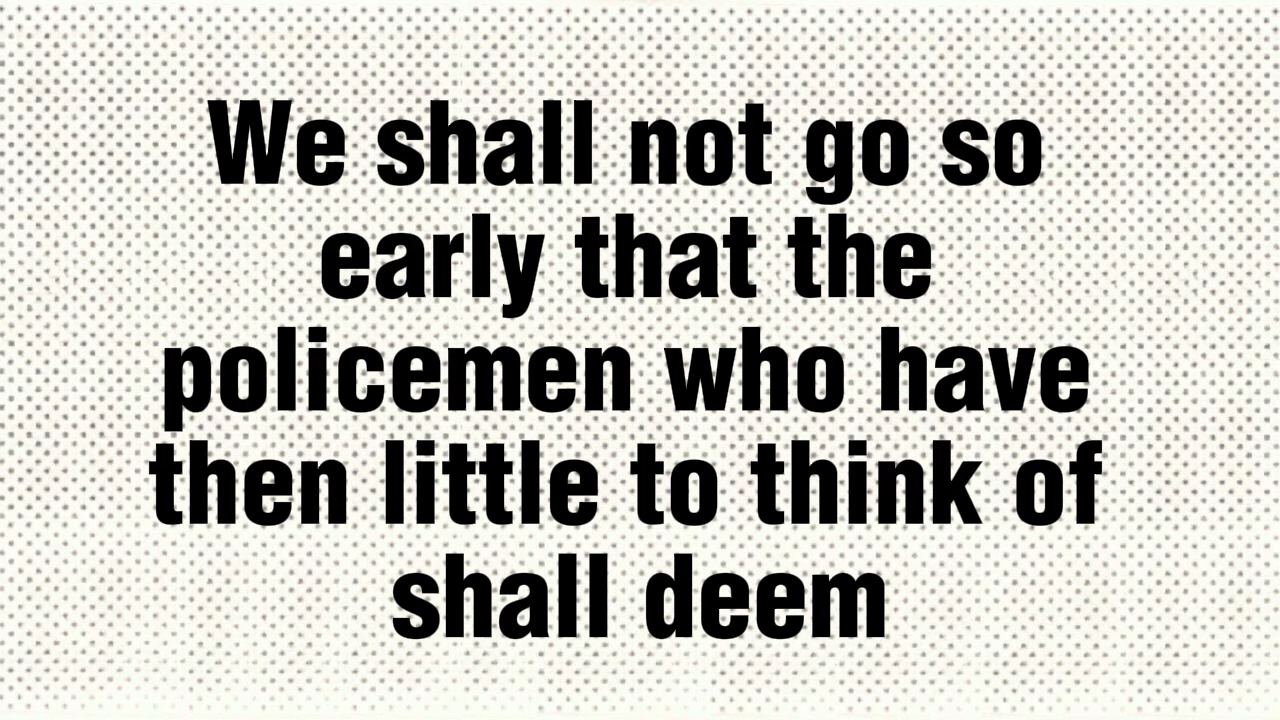 We shall not go so
early that the
policemen who have
then little to think of
shall deem